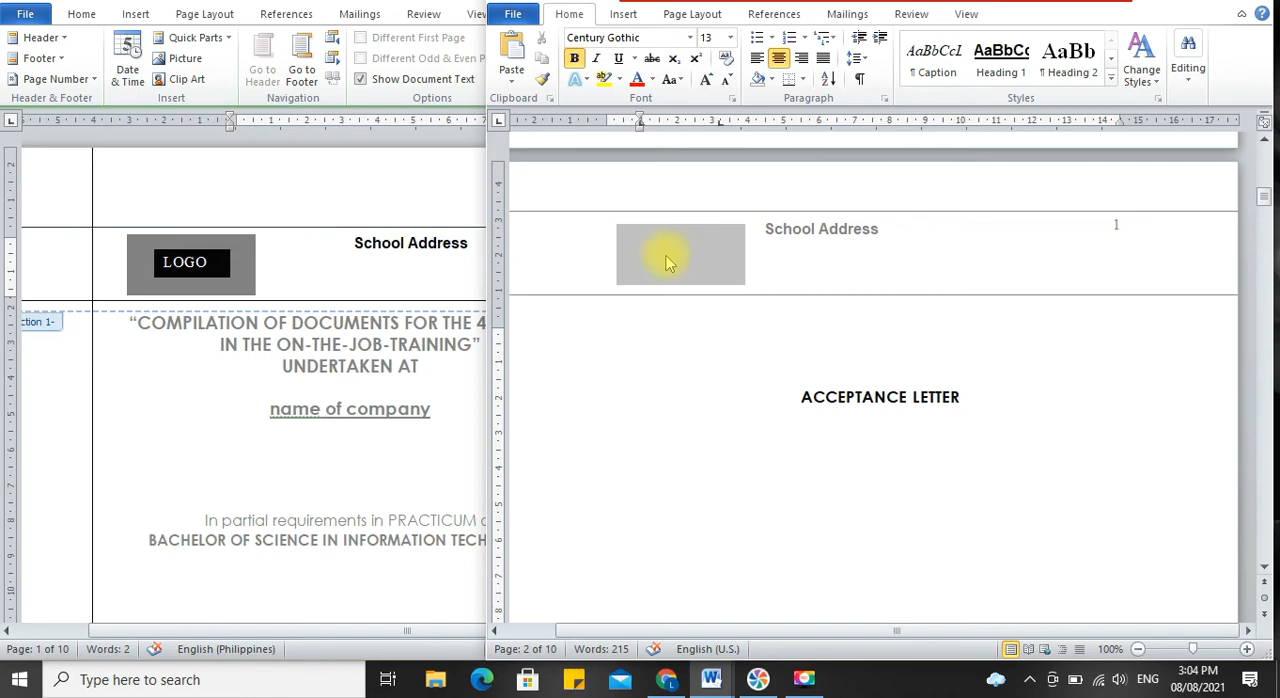 File Home Insert Page Layout References Mailings Review
Header
Footer
Page Number
Header & Footer
Date & Time
Quick Parts
Picture
Clip Art
Insert
Go to Header
Go to Footer
Navigation
Different First Page
Different Odd & Even P
Show Document Text
Options
File Home Insert Page Layout References Mailings Review View
Paste
Clipboard
Century Gothic 13
B I U abc x₂ x²
A A Aa A A
Font
Paragraph
AaBbCcL AaBbCc AaBb
¶ Caption Heading 1 ¶ Heading 2
Change Styles
Styles
Editing
School Address
LOGO
ction 1-
“COMPILATION OF DOCUMENTS FOR THE 4
IN THE ON-THE-JOB-TRAINING”
UNDERTAKEN AT
name of company
In partial requirements in PRACTICUM
BACHELOR OF SCIENCE IN INFORMATION TECH
School Address
1
ACCEPTANCE LETTER
Page: 1 of 10 Words: 2 English (Philippines)
Page: 2 of 10 Words: 215 English (U.S.) 100%
Type here to search
ENG
3:04 PM
08/08/2021